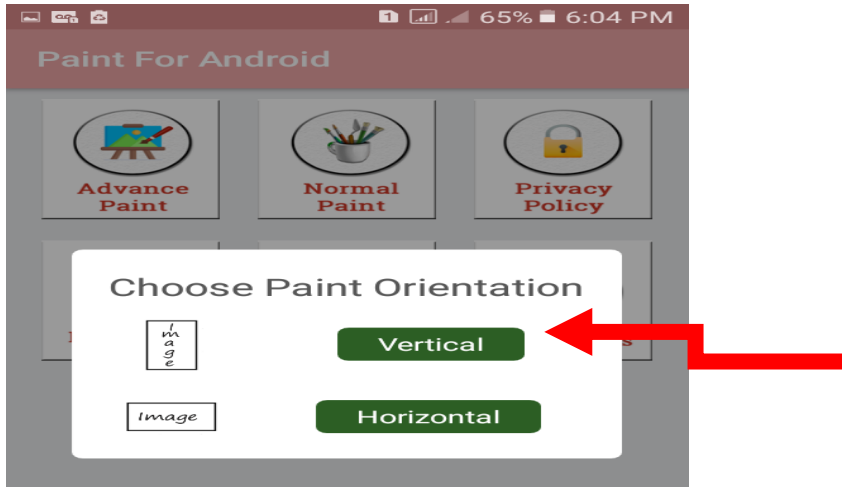 1 65% 6:04 PM
Paint For Android
Advance Normal Privacy
Paint Paint Policy
Choose Paint Orientation
Image Vertical
Image Horizontal